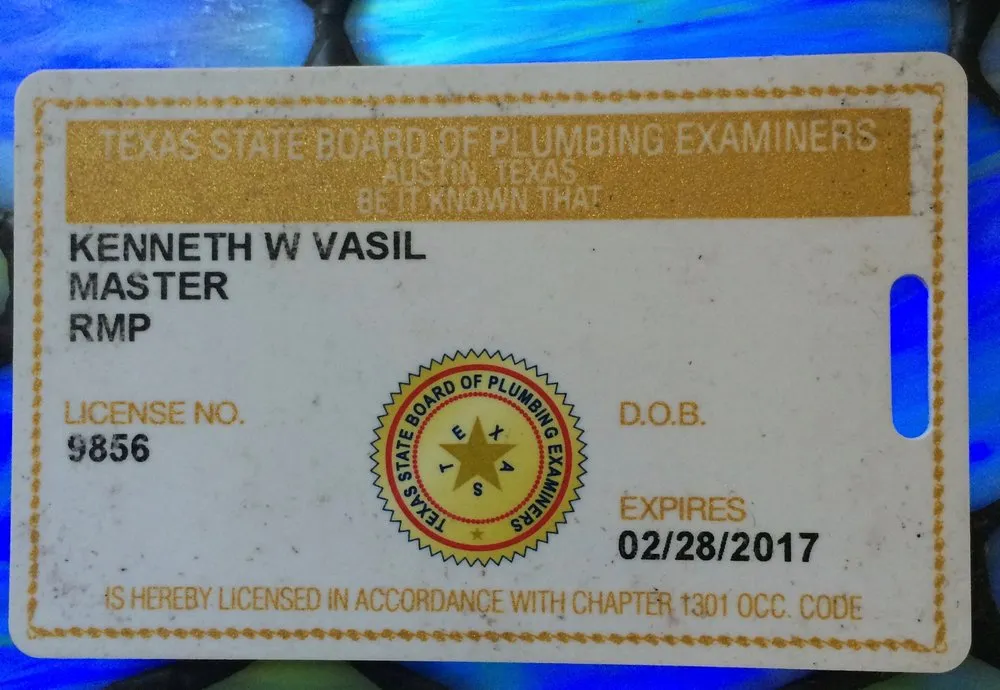 TEXAS STATE BOARD OF PLUMBING EXAMINERS
AUSTIN, TEXAS
BE IT KNOWN THAT
KENNETH W VASIL
MASTER
RMP
LICENSE NO.
9856
TEXAS STATE BOARD OF PLUMBING EXAMINERS
TEXAS
D.O.B.
EXPIRES
02/28/2017
IS HEREBY LICENSED IN ACCORDANCE WITH CHAPTER 1301 OCC. CODE